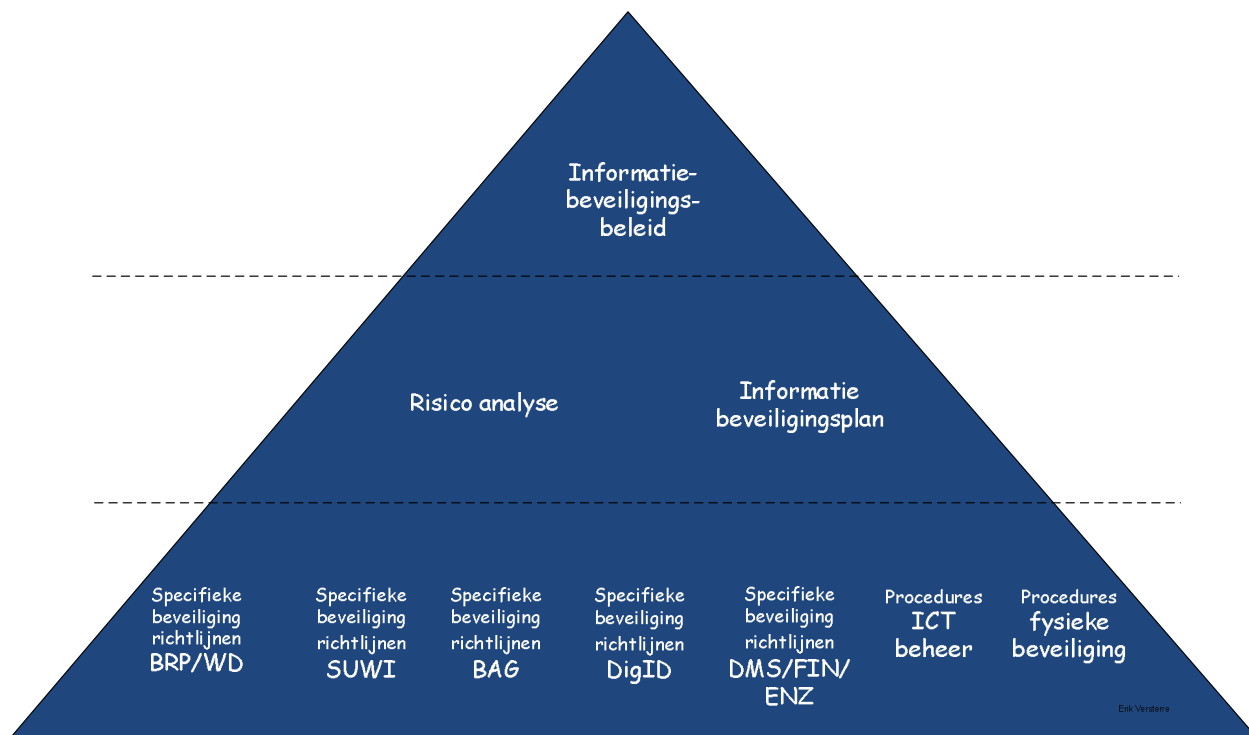 Informatie-
beveiligings-
beleid
Risico analyse
Informatie
beveiligingsplan
Specifieke
beveiliging
richtlijnen
BRP/WD
Specifieke
beveiliging
richtlijnen
SUWI
Specifieke
beveiliging
richtlijnen
BAG
Specifieke
beveiliging
richtlijnen
DigID
Specifieke
beveiliging
richtlijnen
DMS/FIN/
ENZ
Procedures
ICT
beheer
Procedures
fysieke
beveiliging
Erik Versterre